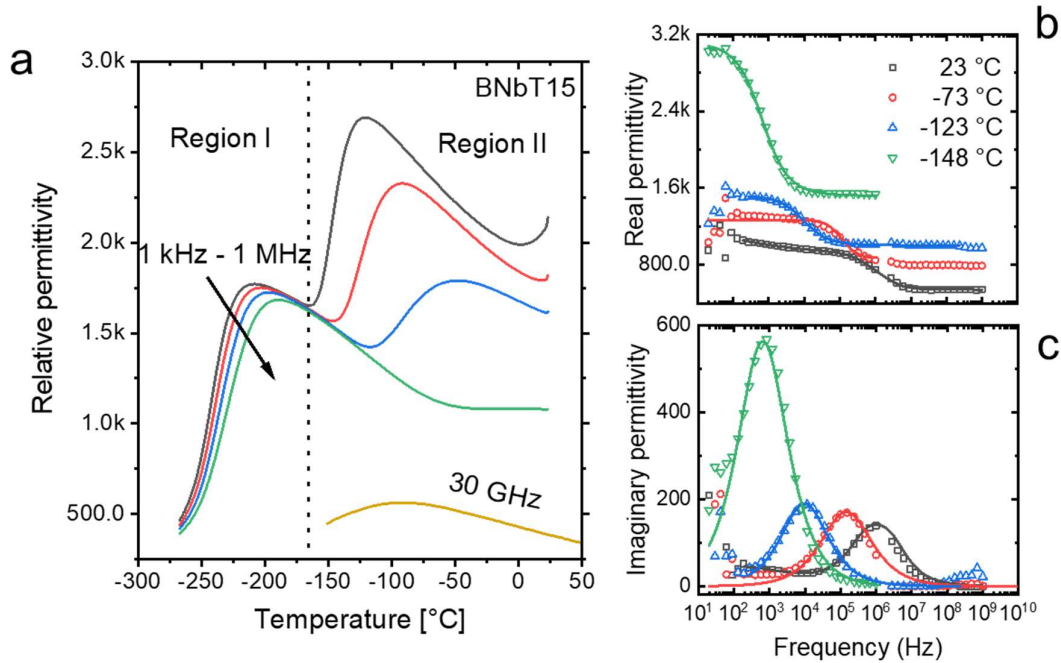 a
3.0k
2.5k
2.0k
1.5k
1.0k
500.0
Relative permittivity
BNbT15
Region I
Region II
1 kHz - 1 MHz
30 GHz
-300 -250 -200 -150 -100 -50 0 50
Temperature [°C]
b
3.2k
2.4k
1.6k
800.0
Real permittivity
23 °C
-73 °C
-123 °C
-148 °C
c
600
400
200
0
Imaginary permittivity
10¹ 10² 10³ 10⁴ 10⁵ 10⁶ 10⁷ 10⁸ 10⁹ 10¹⁰
Frequency (Hz)